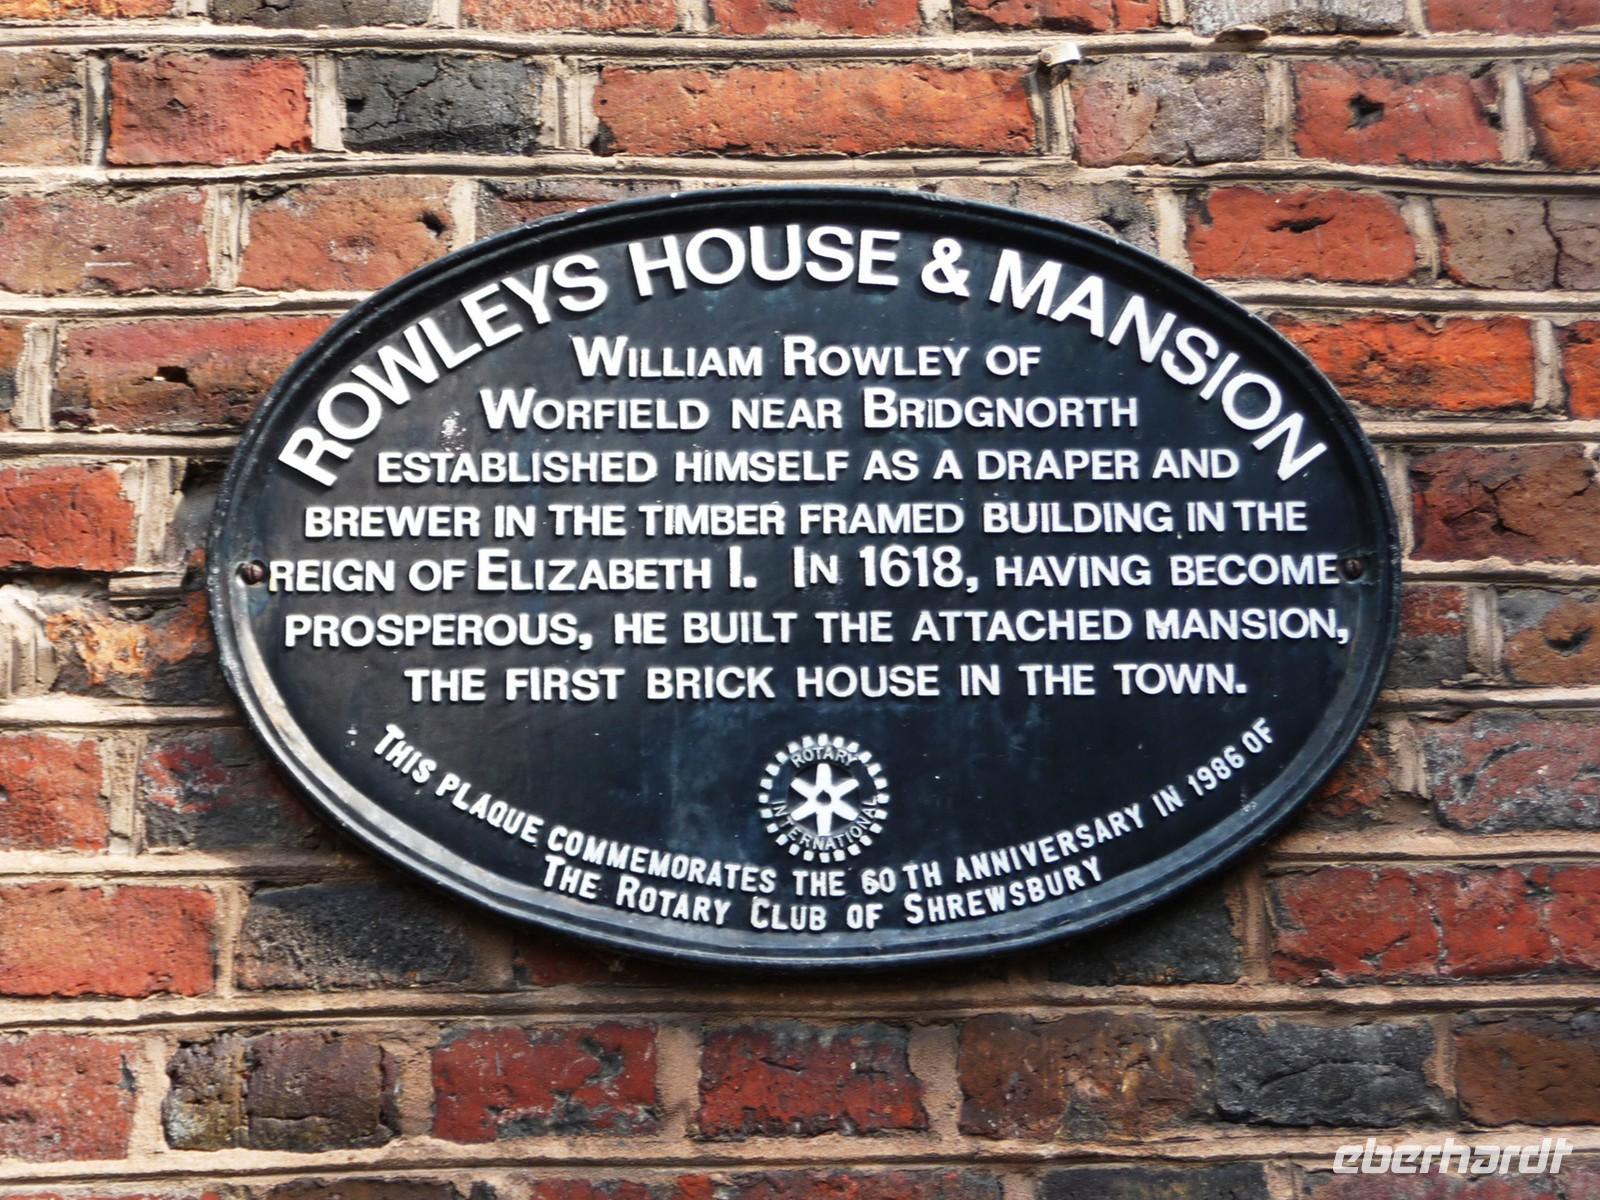 ROWLEYS HOUSE & MANSION
WILLIAM ROWLEY OF
WORFIELD NEAR BRIDGNORTH
ESTABLISHED HIMSELF AS A DRAPER AND
BREWER IN THE TIMBER FRAMED BUILDING IN THE
REIGN OF ELIZABETH I. IN 1618, HAVING BECOME
PROSPEROUS, HE BUILT THE ATTACHED MANSION,
THE FIRST BRICK HOUSE IN THE TOWN.
ROTARY
INTERNATIONAL
THIS PLAQUE COMMEMORATES THE 60TH ANNIVERSARY IN 1986 OF
THE ROTARY CLUB OF SHREWSBURY
eberhardt